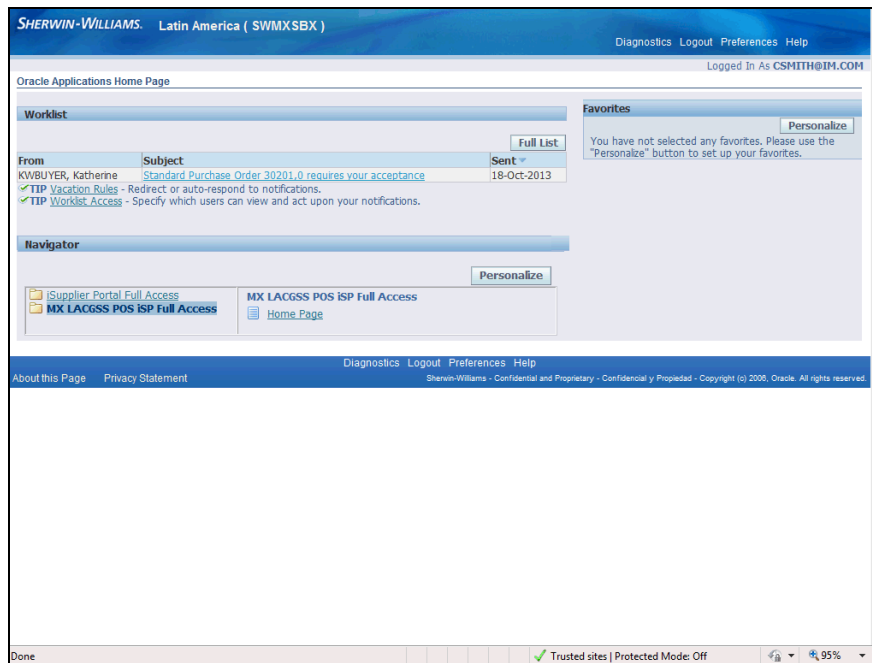 SHERWIN-WILLIAMS. Latin America ( SWMXSBX )
Diagnostics Logout Preferences Help
Logged In As CSMITH@IM.COM
Oracle Applications Home Page
Worklist
Full List
From Subject Sent
KWBUYER, Katherine Standard Purchase Order 30201,0 requires your acceptance 18-Oct-2013
TIP Vacation Rules - Redirect or auto-respond to notifications.
TIP Worklist Access - Specify which users can view and act upon your notifications.
Favorites
Personalize
You have not selected any favorites. Please use the
"Personalize" button to set up your favorites.
Navigator
Personalize
iSupplier Portal Full Access
MX LACGSS POS iSP Full Access
MX LACGSS POS iSP Full Access
Home Page
Diagnostics Logout Preferences Help
About this Page Privacy Statement
Sherwin-Williams - Confidential and Proprietary - Confidencial y Propiedad - Copyright (c) 2006, Oracle. All rights reserved.
Done
Trusted sites | Protected Mode: Off
95%